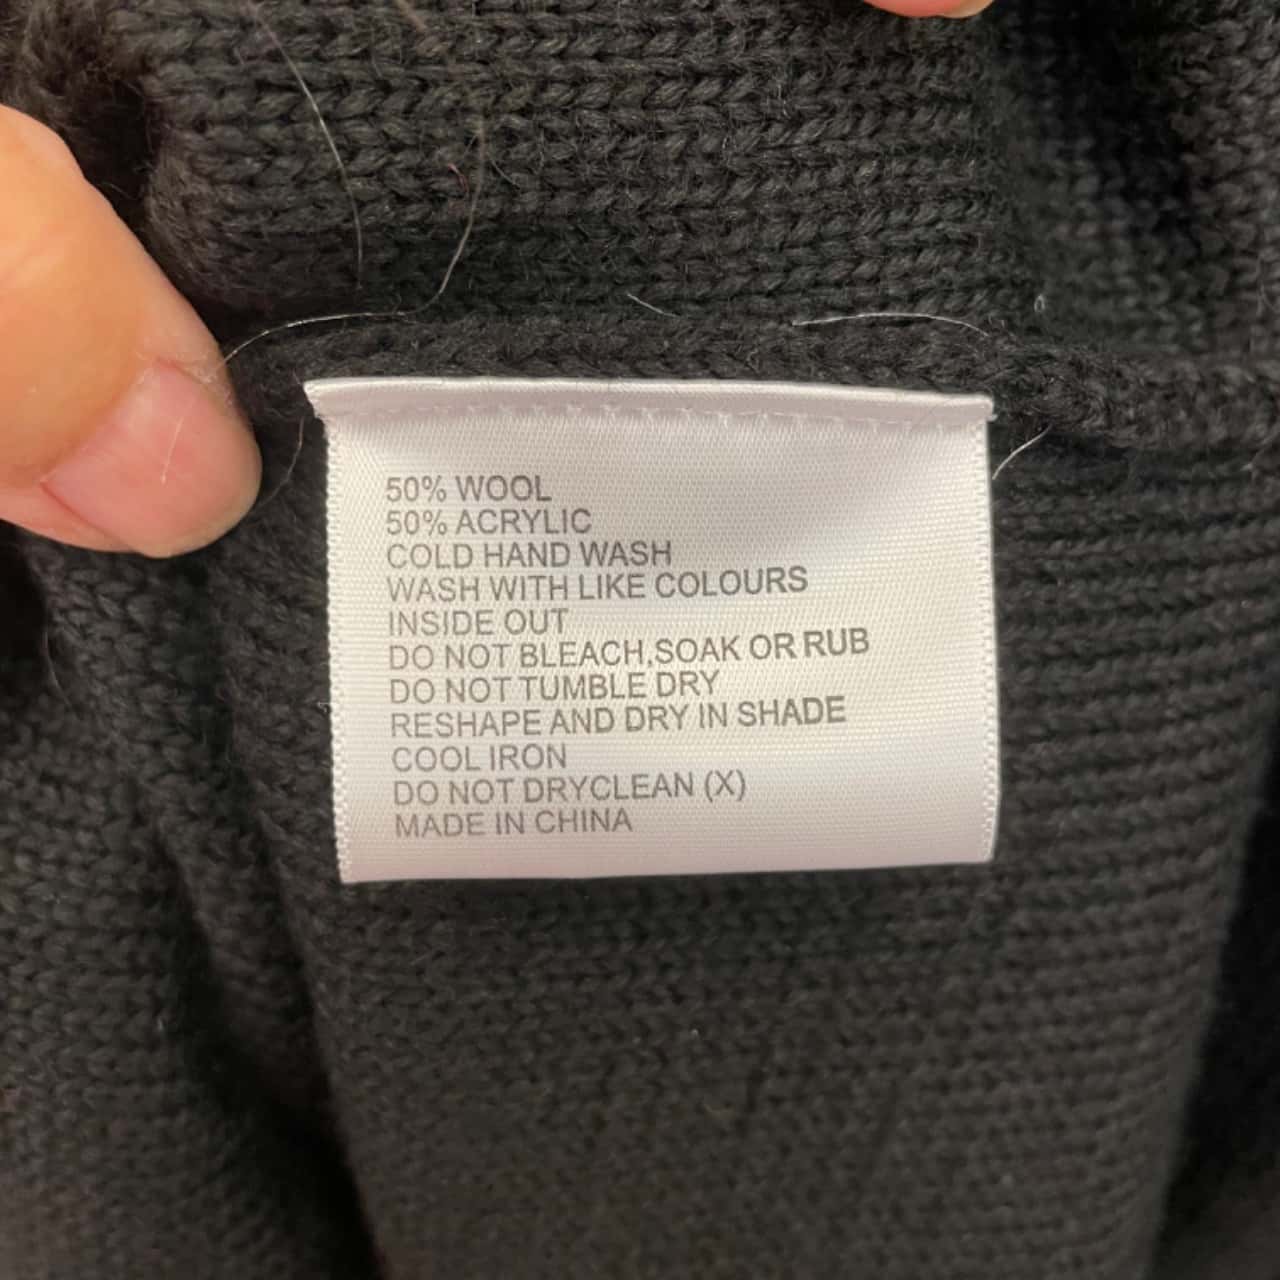 50% WOOL
50% ACRYLIC
COLD HAND WASH
WASH WITH LIKE COLOURS
INSIDE OUT
DO NOT BLEACH,SOAK OR RUB
DO NOT TUMBLE DRY
RESHAPE AND DRY IN SHADE
COOL IRON
DO NOT DRYCLEAN (X)
MADE IN CHINA